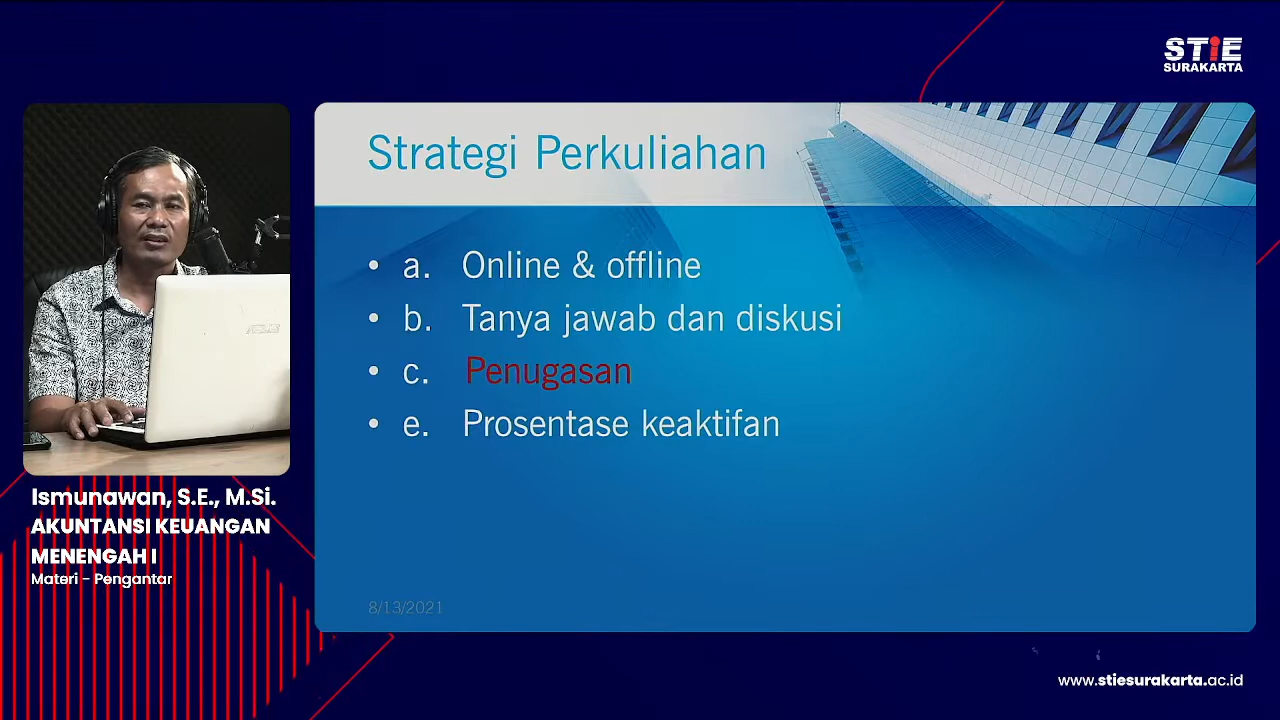 STiE
SURAKARTA
Strategi Perkuliahan
• a. Online & offline
• b. Tanya jawab dan diskusi
• c. Penugasan
• e. Prosentase keaktifan
8/13/2021
ASUS
Ismunawan, S.E., M.Si.
AKUNTANSI KEUANGAN
MENENGAH I
Materi - Pengantar
www.stiesurakarta.ac.id